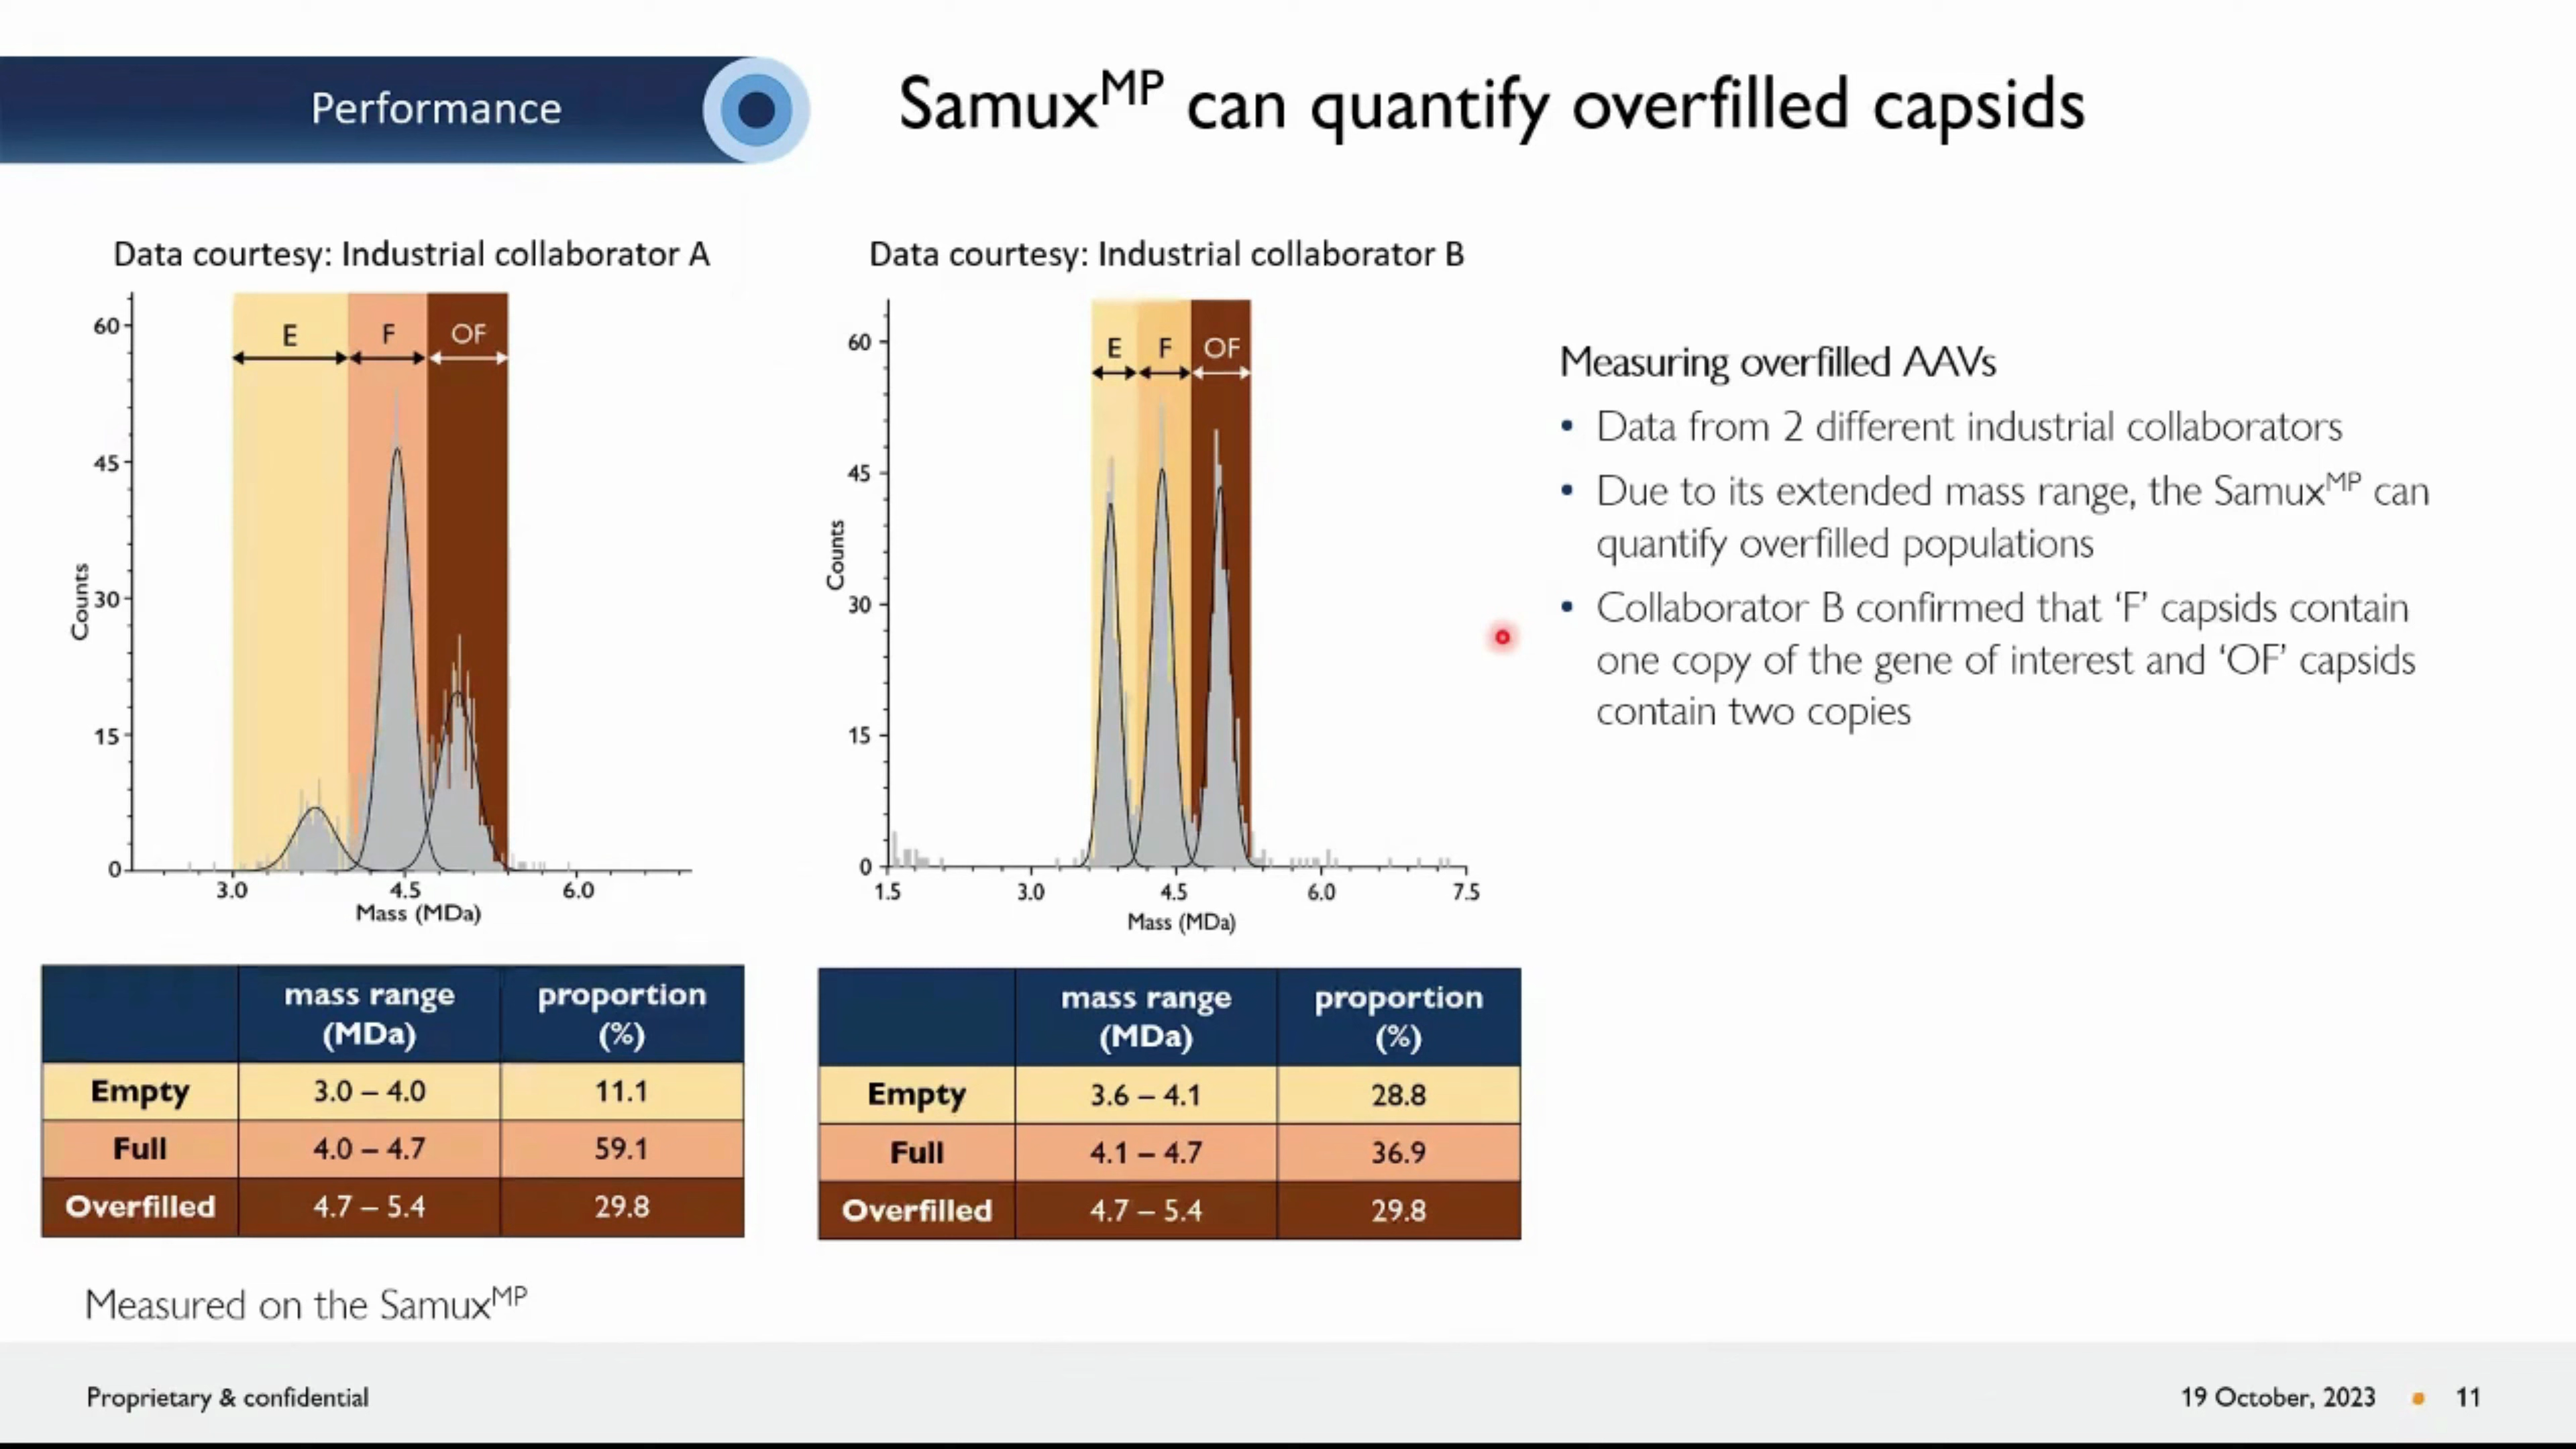 Performance
Samux^MP can quantify overfilled capsids
Data courtesy: Industrial collaborator A
60
45
30
15
0
Counts
E
F
OF
3.0
4.5
6.0
Mass (MDa)
Data courtesy: Industrial collaborator B
60
45
30
15
0
Counts
E
F
OF
1.5
3.0
4.5
6.0
7.5
Mass (MDa)
Measuring overfilled AAVs
• Data from 2 different industrial collaborators
• Due to its extended mass range, the Samux^MP can
quantify overfilled populations
• Collaborator B confirmed that ‘F’ capsids contain
one copy of the gene of interest and ‘OF’ capsids
contain two copies
mass range
(MDa)
proportion
(%)
Empty 3.0 – 4.0 11.1
Full 4.0 – 4.7 59.1
Overfilled 4.7 – 5.4 29.8
mass range
(MDa)
proportion
(%)
Empty 3.6 – 4.1 28.8
Full 4.1 – 4.7 36.9
Overfilled 4.7 – 5.4 29.8
Measured on the Samux^MP
Proprietary & confidential
19 October, 2023 • 11